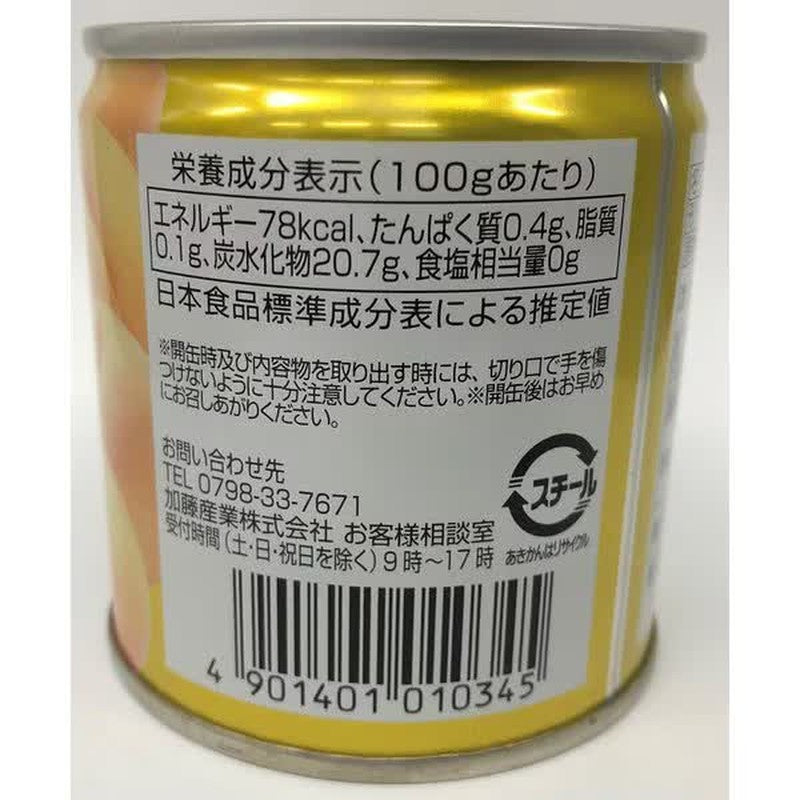 栄養成分表示(100gあたり)
エネルギー78kcal、たんぱく質0.4g、脂質
0.1g、炭水化物20.7g、食塩相当量0g
日本食品標準成分表による推定値
※開缶時及び内容物を取り出す時には、切り口で手を傷
つけないように十分注意してください。※開缶後はお早め
にお召しあがりください。
お問い合わせ先
TEL 0798-33-7671
加藤産業株式会社 お客様相談室
受付時間(土・日・祝日を除く)9時〜17時
スチール
あきかんはリサイクル
4 901401 010345